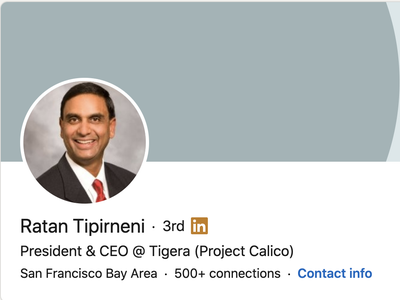 Ratan Tipirneni · 3rd in
President & CEO @ Tigera (Project Calico)
San Francisco Bay Area · 500+ connections · Contact info